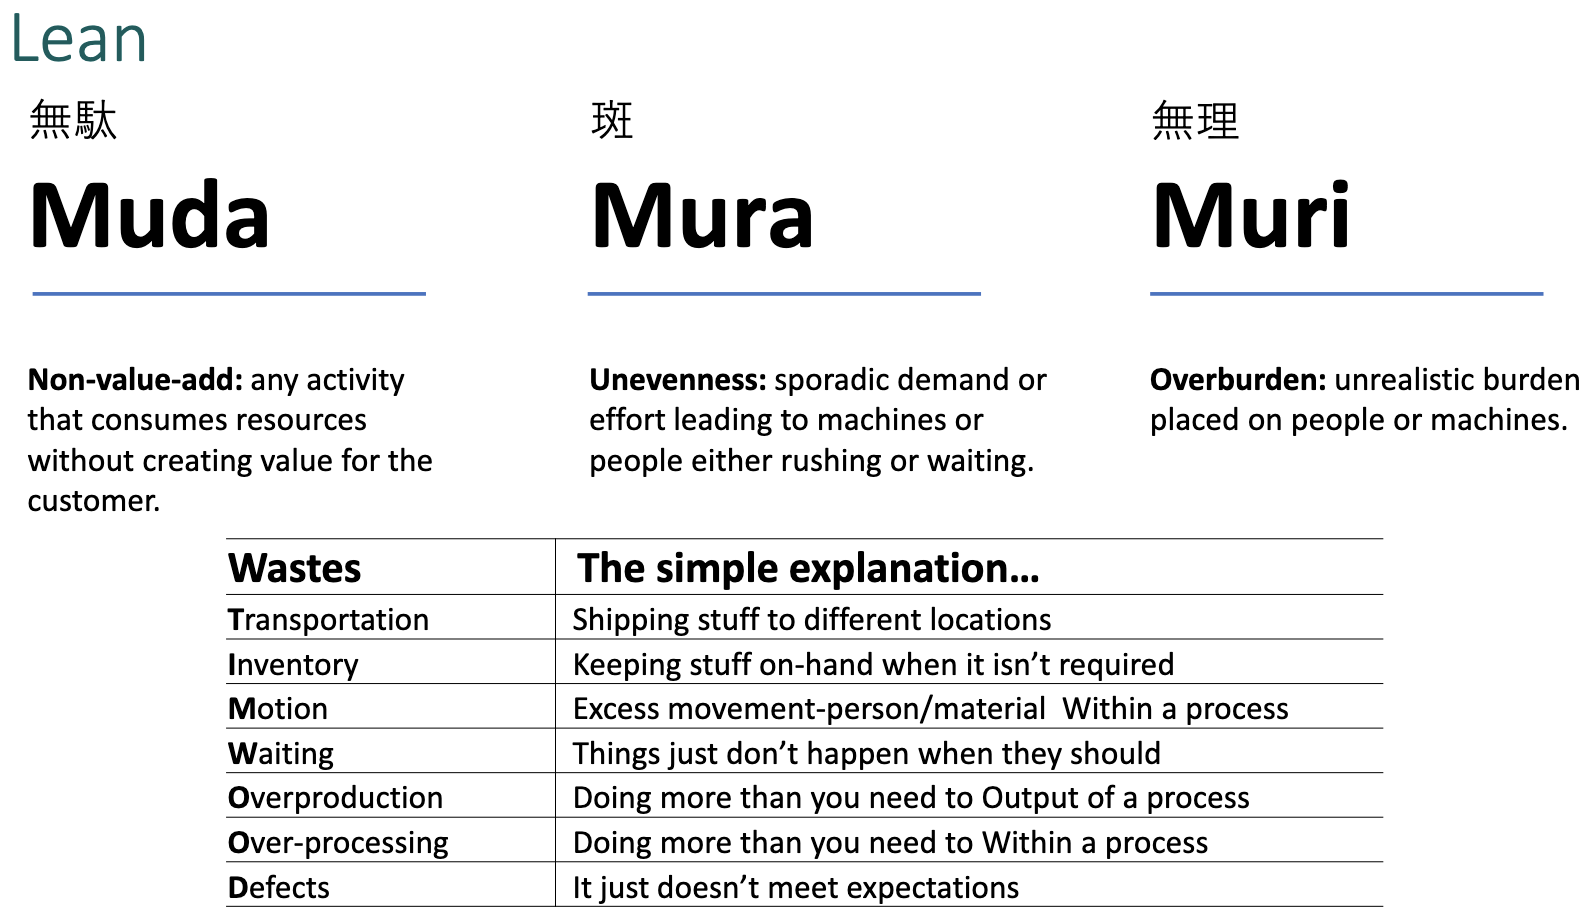 Lean
無駄
Muda
Non-value-add: any activity
that consumes resources
without creating value for the
customer.
斑
Mura
Unevenness: sporadic demand or
effort leading to machines or
people either rushing or waiting.
無理
Muri
Overburden: unrealistic burden
placed on people or machines.
Wastes The simple explanation…
Transportation Shipping stuff to different locations
Inventory Keeping stuff on-hand when it isn’t required
Motion Excess movement-person/material  Within a process
Waiting Things just don’t happen when they should
Overproduction Doing more than you need to Output of a process
Over-processing Doing more than you need to Within a process
Defects It just doesn’t meet expectations